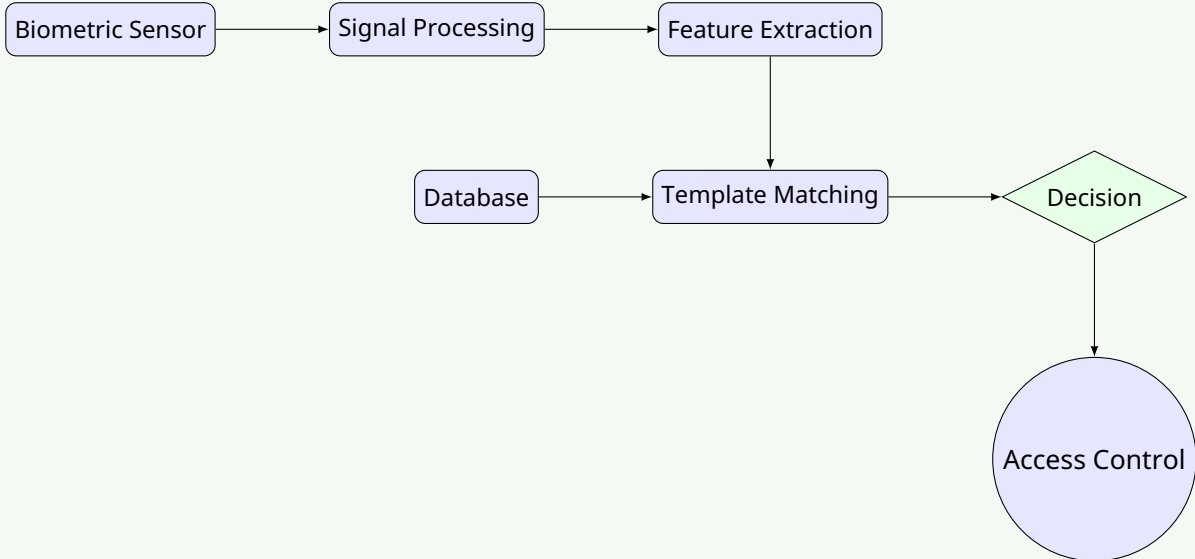 Biometric Sensor
Signal Processing
Feature Extraction
Database
Template Matching
Decision
Access Control